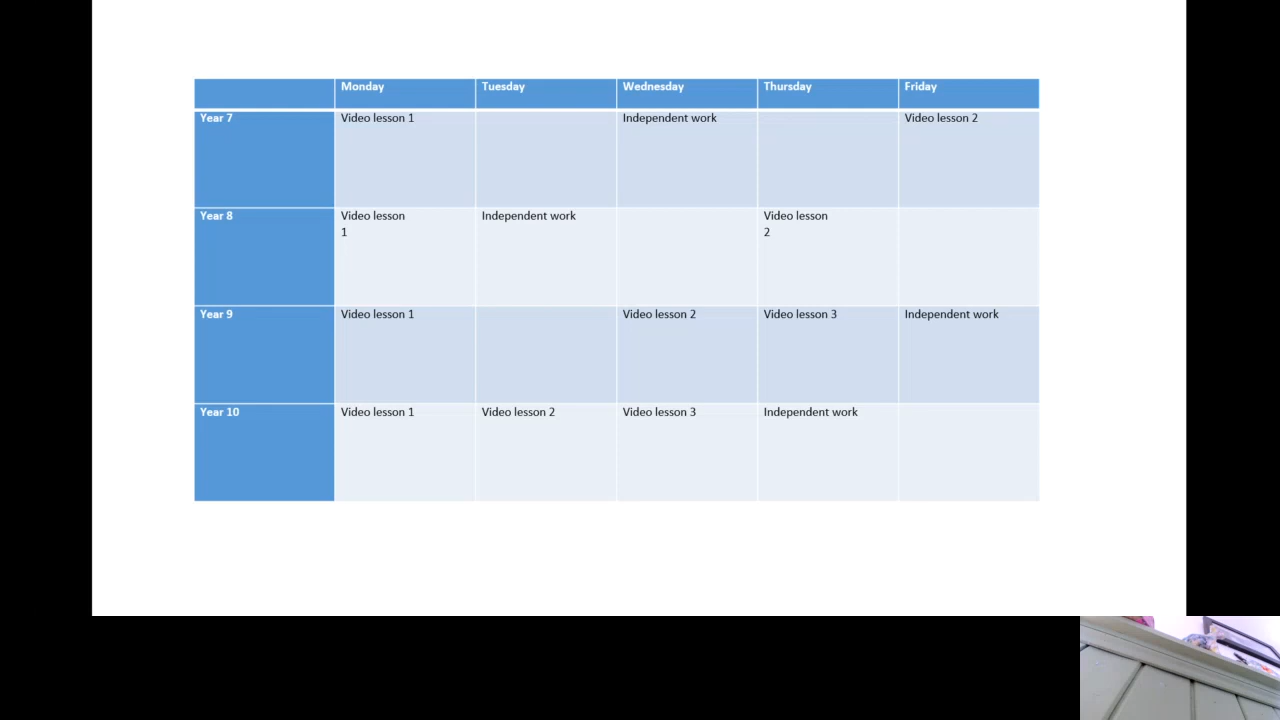 Monday Tuesday Wednesday Thursday Friday
Year 7 Video lesson 1 Independent work Video lesson 2
Year 8 Video lesson Independent work Video lesson
1 2
Year 9 Video lesson 1 Video lesson 2 Video lesson 3 Independent work
Year 10 Video lesson 1 Video lesson 2 Video lesson 3 Independent work